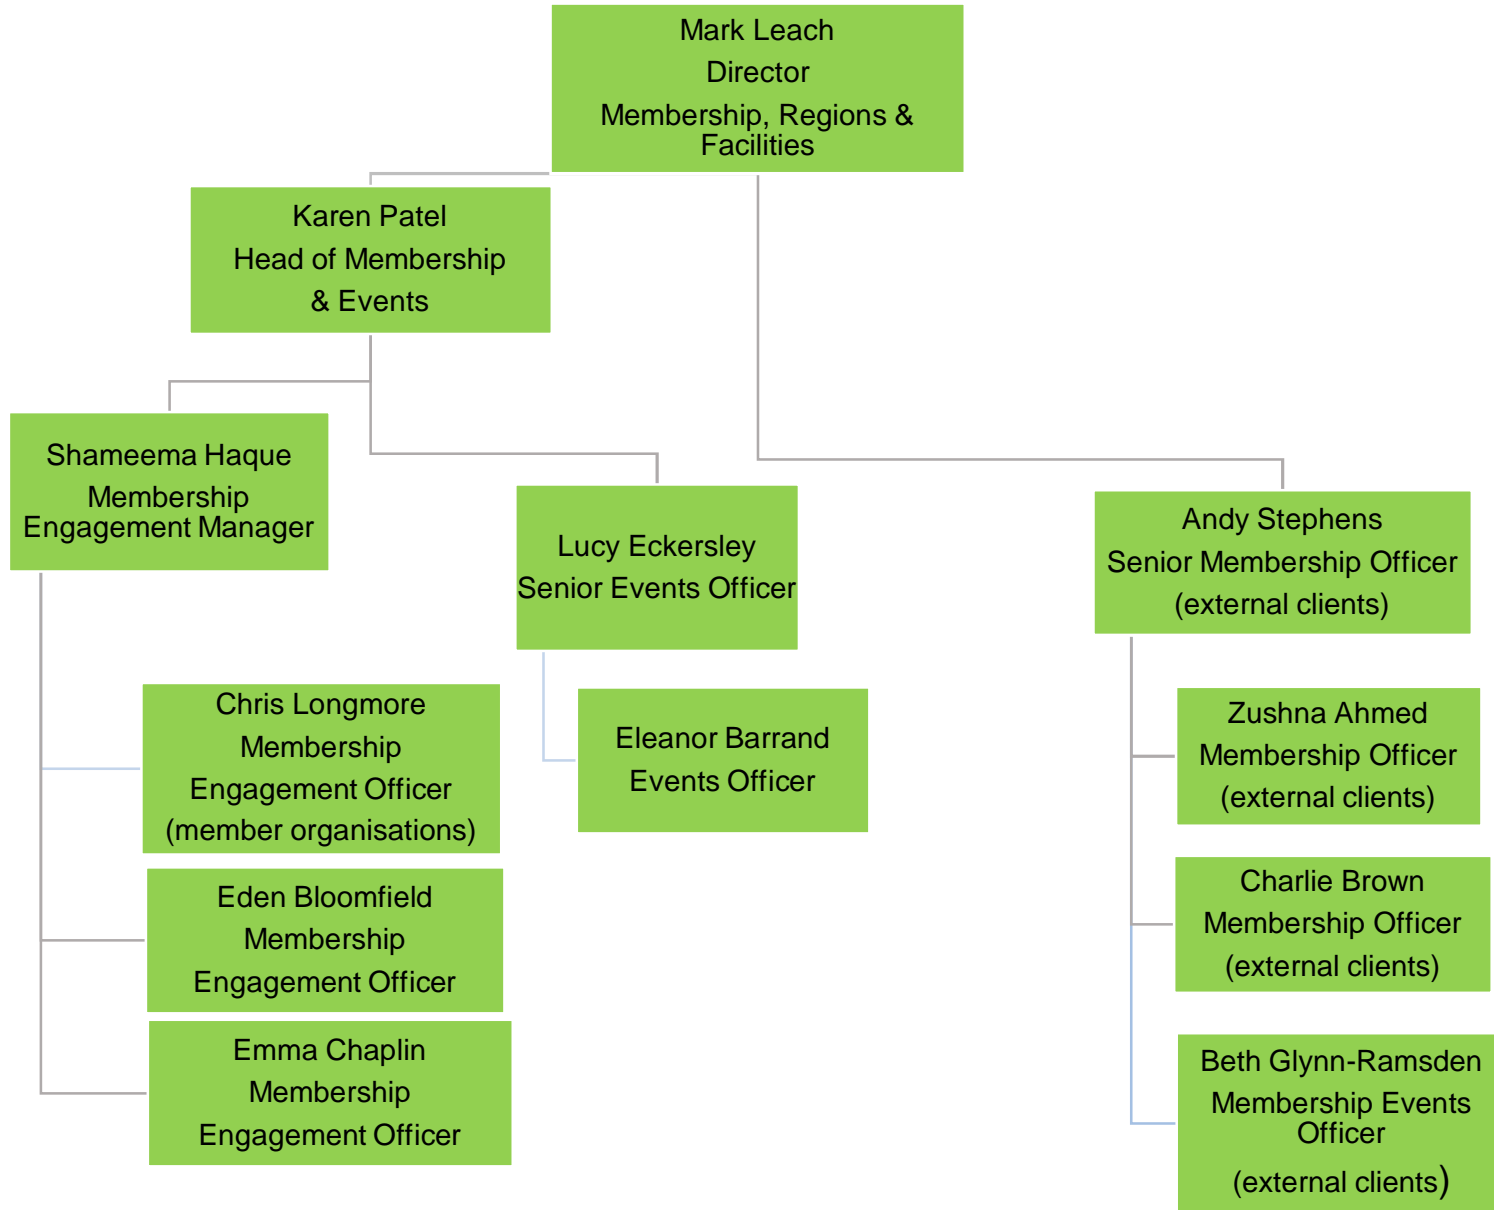 Mark Leach
Director
Membership, Regions &
Facilities
Karen Patel
Head of Membership
& Events
Shameema Haque
Membership
Engagement Manager
Lucy Eckersley
Senior Events Officer
Andy Stephens
Senior Membership Officer
(external clients)
Chris Longmore
Membership
Engagement Officer
(member organisations)
Eleanor Barrand
Events Officer
Zushna Ahmed
Membership Officer
(external clients)
Eden Bloomfield
Membership
Engagement Officer
Charlie Brown
Membership Officer
(external clients)
Emma Chaplin
Membership
Engagement Officer
Beth Glynn-Ramsden
Membership Events
Officer
(external clients)